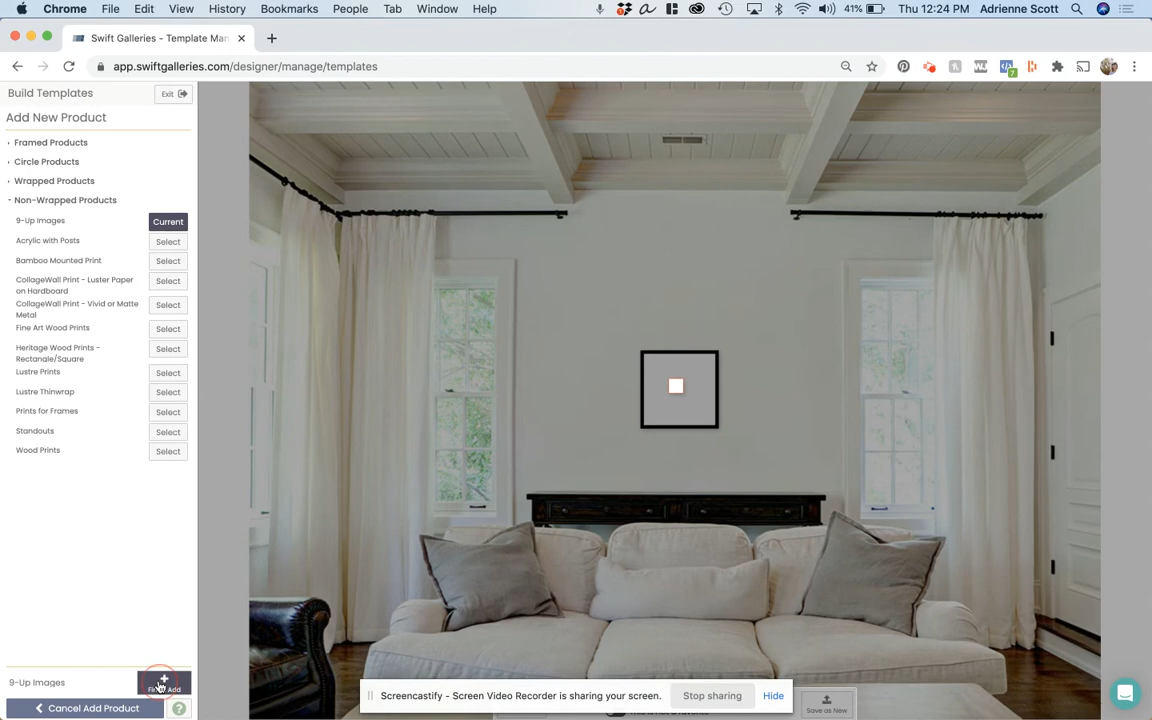 Chrome File Edit View History Bookmarks People Tab Window Help 41% Thu 12:24 PM Adrienne Scott
Swift Galleries - Template Man
app.swiftgalleries.com/designer/manage/templates
7
Build Templates
Exit
Add New Product
Framed Products
Circle Products
Wrapped Products
Non-Wrapped Products
9-Up Images Current
Acrylic with Posts Select
Bamboo Mounted Print Select
CollageWall Print - Luster Paper
on Hardboard Select
CollageWall Print - Vivid or Matte
Metal Select
Fine Art Wood Prints Select
Heritage Wood Prints -
Rectangle/Square Select
Lustre Prints Select
Lustre Thinwrap Select
Prints for Frames Select
Standouts Select
Wood Prints Select
9-Up Images
Cancel Add Product ?
Screencastify - Screen Video Recorder is sharing your screen. Stop sharing Hide
Save as New